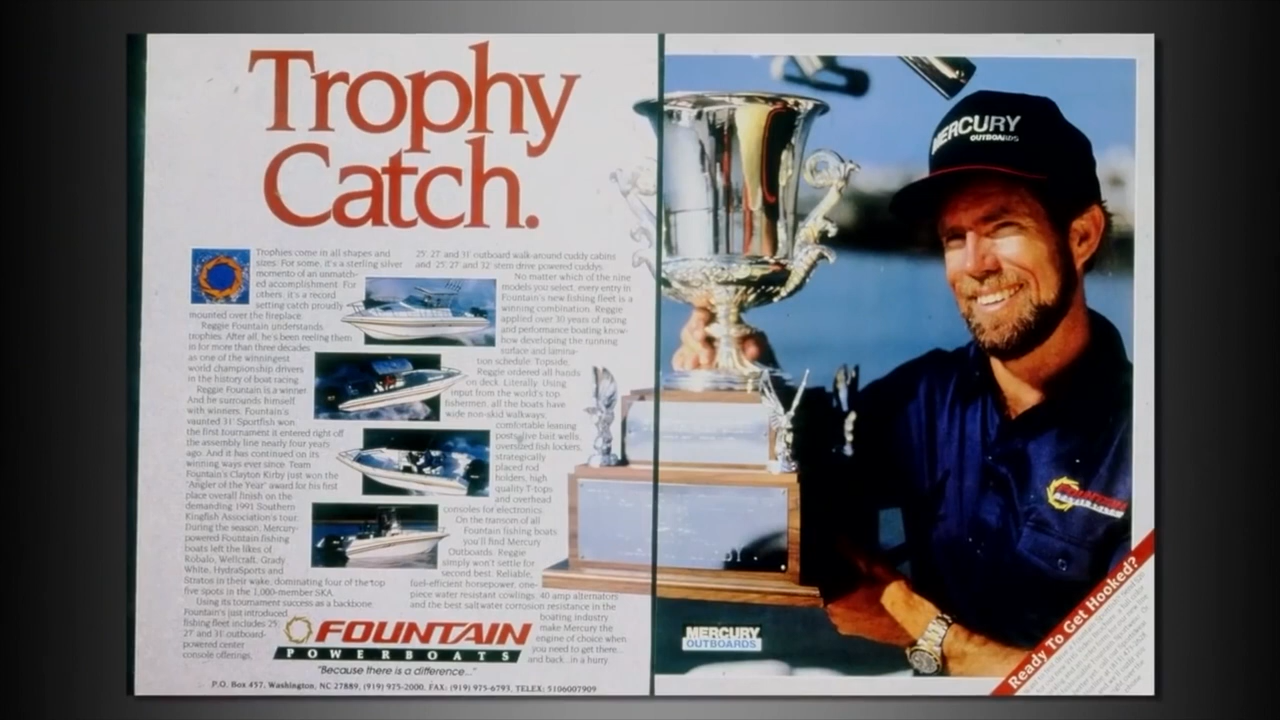 Trophy
Catch.
Trophies come in all shapes and
sizes. For some, it's a sterling silver
momento of an unmatch-
ed accomplishment. For
others, it's a record
setting catch proudly
mounted over the fireplace.
Reggie Fountain understands
trophies. After all, he's been reeling them
in for more than three decades
as one of the winningest
world championship drivers
in the history of boat racing.
Reggie Fountain is a winner.
And he surrounds himself
with winners. Fountain's
vaunted 31' Sportfish won
the first tournament it entered right off
the assembly line nearly four years
ago. And it has continued on its
winning ways ever since. Team
Fountain's Clayton Kirby just won the
"Angler of the Year" award for his first
place overall finish on the
demanding 1991 Southern
Kingfish Association's tour.
During the season, Mercury-
powered Fountain fishing
boats left the likes of
Robalo, Wellcraft, Grady
White, HydraSports and
Stratos in their wake, dominating four of the top
five spots in the 1,000-member SKA.
Using its tournament success as a backbone,
Fountain's just introduced
fishing fleet includes 25',
27' and 31' outboard-
powered center
console offerings,
25', 27' and 31' outboard walk-around cuddy cabins
and 25', 27' and 32' stern drive powered cuddys.
No matter which of the nine
models you select, every entry in
Fountain's new fishing fleet is a
winning combination. Reggie
applied over 30 years of racing
and performance boating know-
how developing the running
surface and lamina-
tion schedule. Topside,
Reggie ordered all hands
on deck. Literally. Using
input from the world's top
fishermen, all the boats have
wide non-skid walkways,
comfortable leaning
posts, live bait wells,
oversized fish lockers,
strategically
placed rod
holders, high
quality T-tops
and overhead
consoles for electronics.
On the transom of all
Fountain fishing boats
you'll find Mercury
Outboards. Reggie
simply won't settle for
second best. Reliable,
fuel-efficient horsepower, one-
piece water resistant cowlings, 40 amp alternators
and the best saltwater corrosion resistance in the
boating industry
make Mercury the
engine of choice when
you need to get there...
and back...in a hurry.
FOUNTAIN
POWERBOATS
"Because there is a difference..."
P.O. Box 457, Washington, NC 27889, (919) 975-2000, FAX: (919) 975-6793, TELEX: 5106007909
MERCURY
OUTBOARDS
FOUNTAIN
POWERBOATS
MERCURY
OUTBOARDS
Ready To Get Hooked?